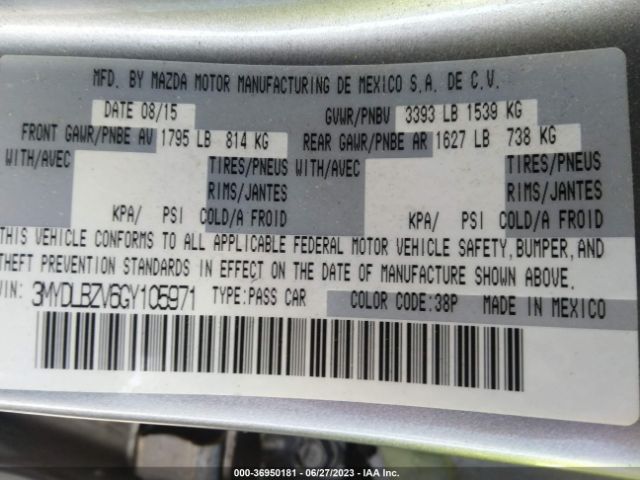 MFD. BY MAZDA MOTOR MANUFACTURING DE MEXICO S.A. DE C.V.
DATE 08/15 GVWR/PNBV 3393 LB 1539 KG
FRONT GAWR/PNBE AV 1795 LB 814 KG REAR GAWR/PNBE AR 1627 LB 738 KG
WITH/AVEC TIRES/PNEUS WITH/AVEC TIRES/PNEUS
RIMS/JANTES RIMS/JANTES
KPA/ PSI COLD/A FROID KPA/ PSI COLD/A FROID
THIS VEHICLE CONFORMS TO ALL APPLICABLE FEDERAL MOTOR VEHICLE SAFETY, BUMPER, AND
THEFT PREVENTION STANDARDS IN EFFECT ON THE DATE OF MANUFACTURE SHOWN ABOVE.
VIN: 3MYDLBZV6GY105971 TYPE:PASS CAR COLOR CODE:38P MADE IN MEXICO
000-36950181 - 06/27/2023 - IAA Inc.